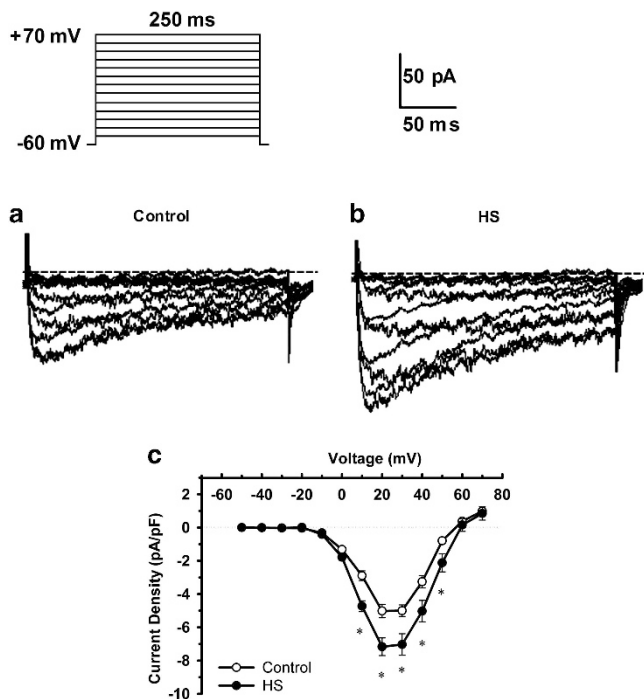 250 ms
+70 mV
-60 mV
50 pA
50 ms
a
Control
b
HS
c
Voltage (mV)
-60 -40 -20 0 20 40 60 80
Current Density (pA/pF)
2
0
-2
-4
-6
-8
-10
* * * * *
Control
HS